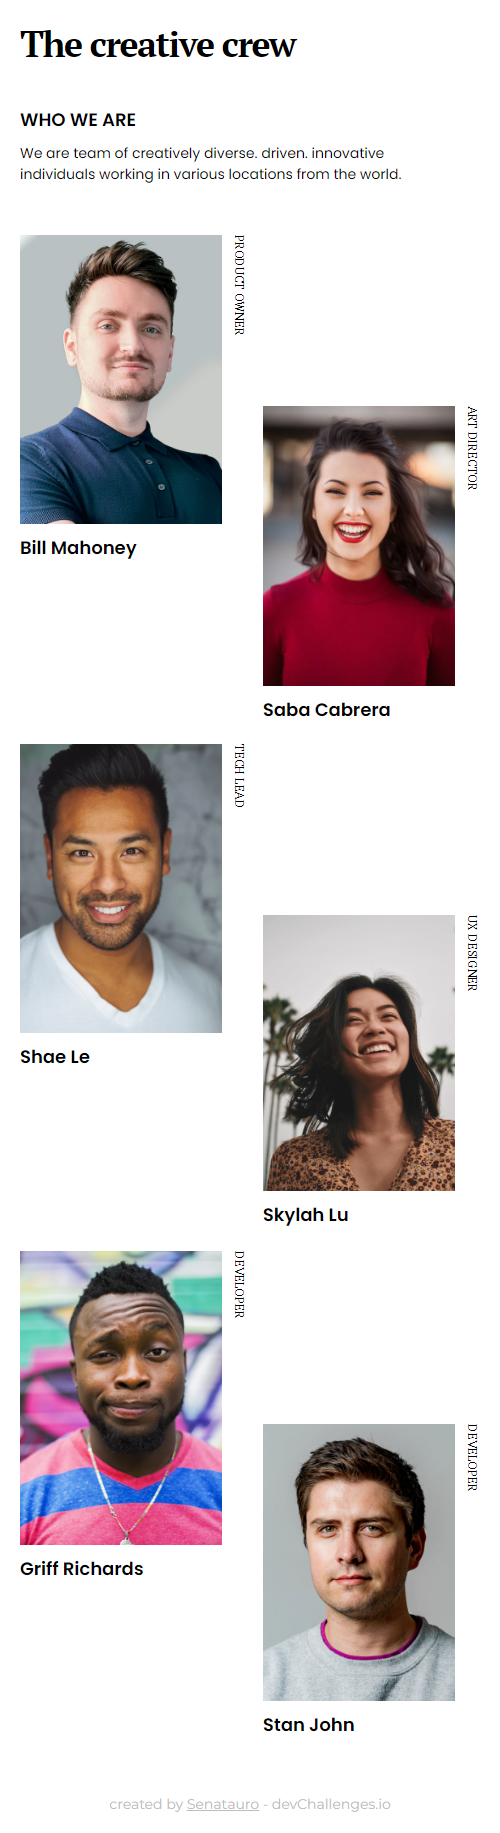 The creative crew
WHO WE ARE
We are team of creatively diverse. driven. innovative
individuals working in various locations from the world.
PRODUCT OWNER
Bill Mahoney
ART DIRECTOR
Saba Cabrera
TECH LEAD
Shae Le
UX DESIGNER
Skylah Lu
DEVELOPER
Griff Richards
DEVELOPER
Stan John
created by Senatauro - devChallenges.io